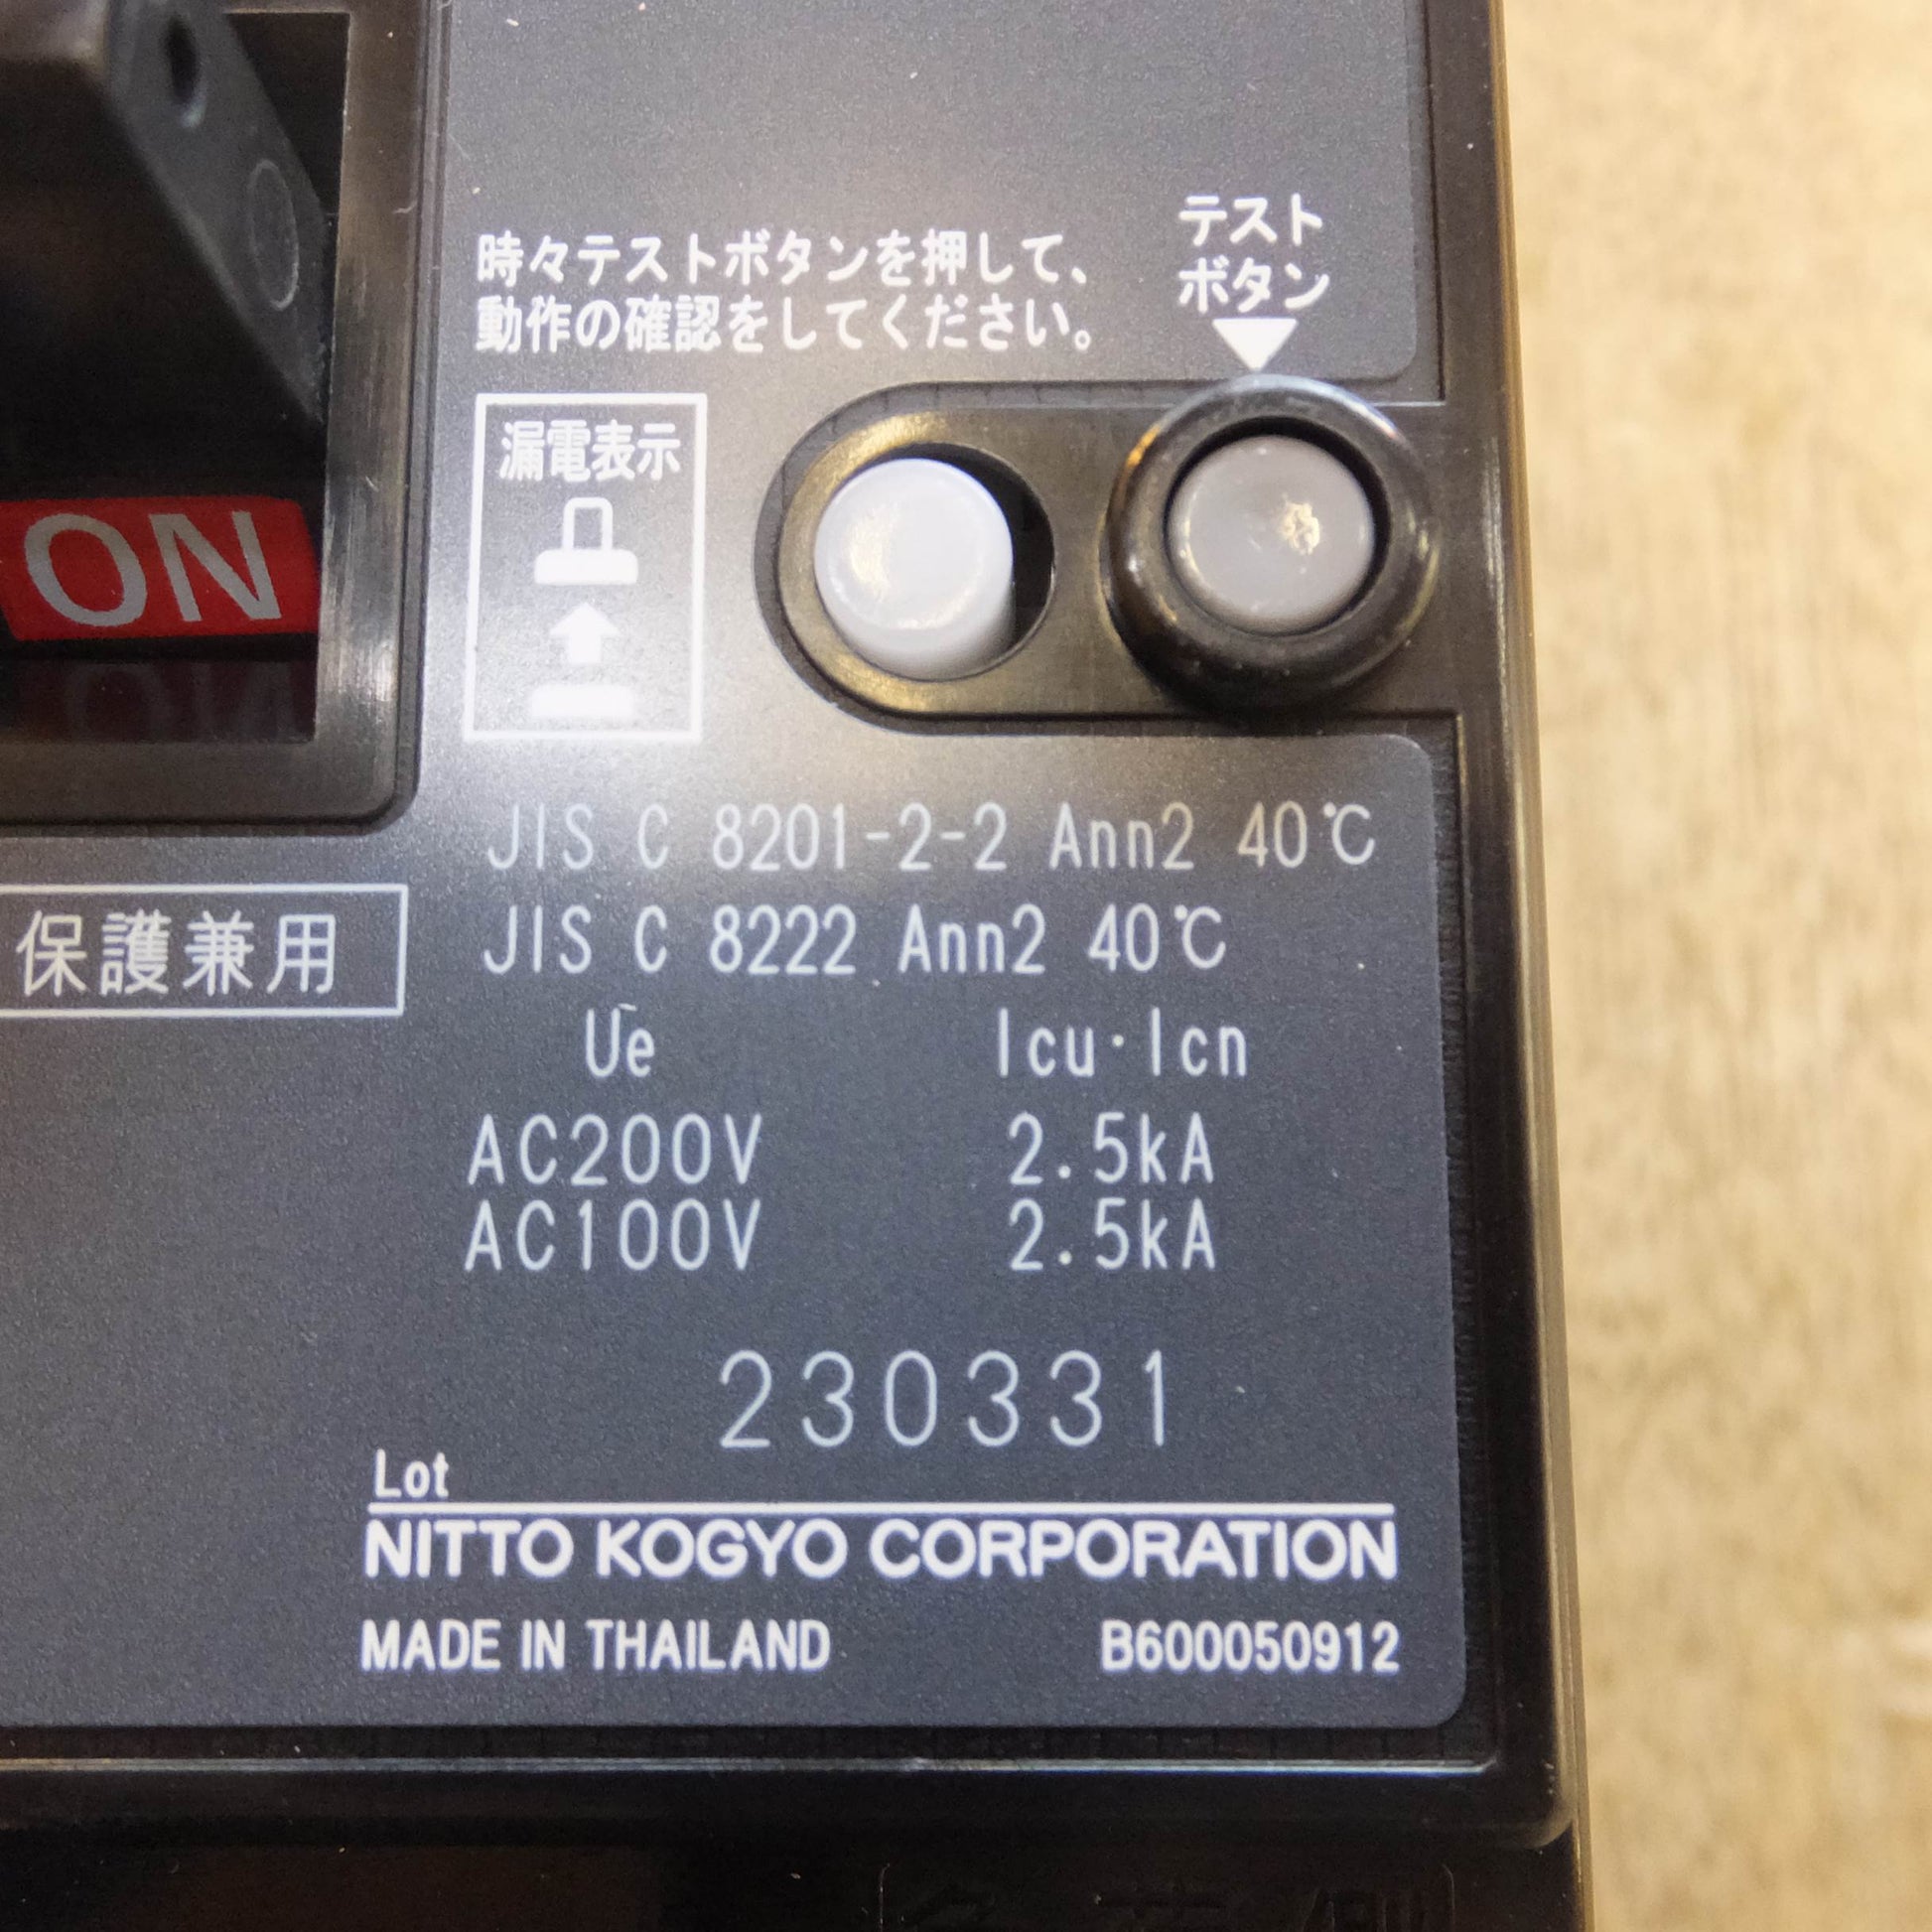 テスト
ボタン
時々テストボタンを押して、
動作の確認をしてください。
漏電表示
ON
JIS C 8201-2-2 Ann2 40℃
JIS C 8222 Ann2 40℃
保護兼用
Ue Icu·Icn
AC200V 2.5kA
AC100V 2.5kA
230331
Lot
NITTO KOGYO CORPORATION
MADE IN THAILAND B600050912